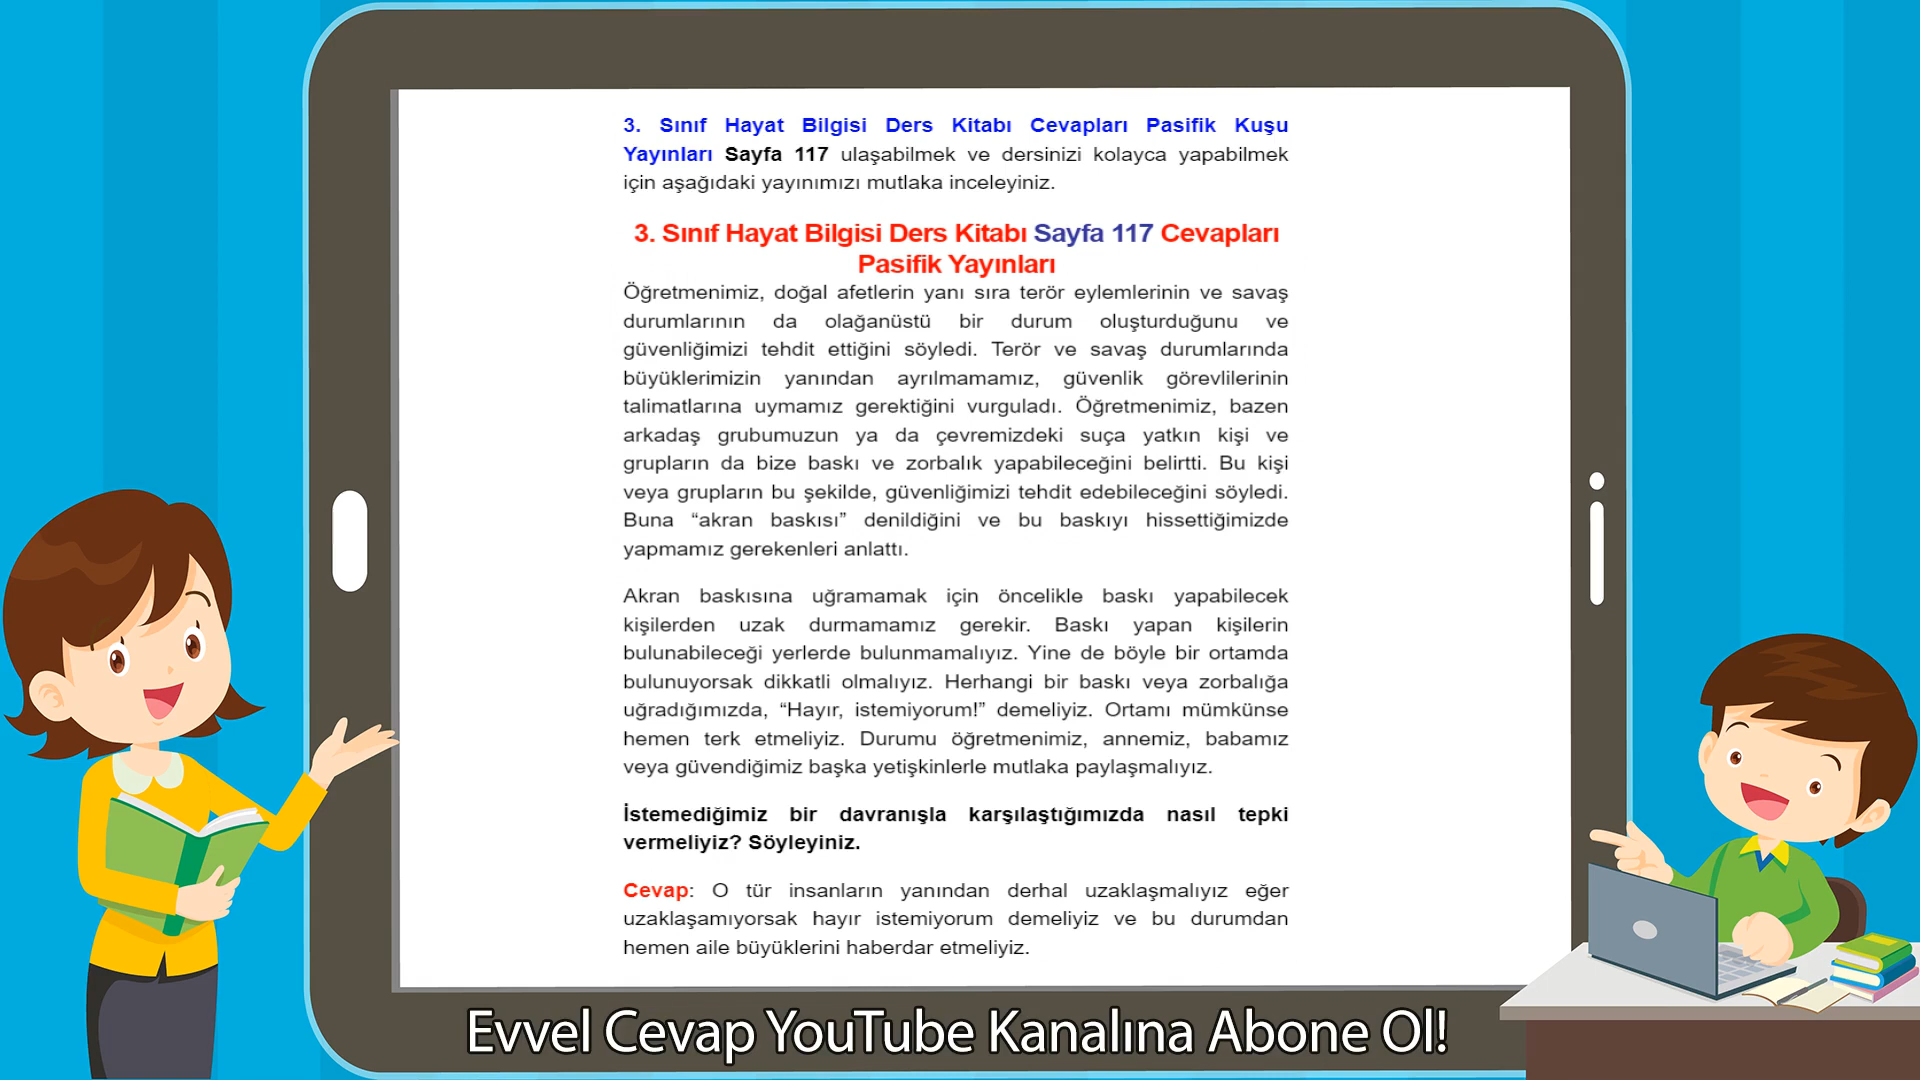 3. Sınıf Hayat Bilgisi Ders Kitabı Cevapları Pasifik Kuşu
Yayınları Sayfa 117 ulaşabilmek ve dersinizi kolayca yapabilmek
için aşağıdaki yayınımızı mutlaka inceleyiniz.
3. Sınıf Hayat Bilgisi Ders Kitabı Sayfa 117 Cevapları
Pasifik Yayınları
Öğretmenimiz, doğal afetlerin yanı sıra terör eylemlerinin ve savaş
durumlarının da olağanüstü bir durum oluşturduğunu ve
güvenliğimizi tehdit ettiğini söyledi. Terör ve savaş durumlarında
büyüklerimizin yanından ayrılmamamız, güvenlik görevlilerinin
talimatlarına uymamız gerektiğini vurguladı. Öğretmenimiz, bazen
arkadaş grubumuzun ya da çevremizdeki suça yatkın kişi ve
grupların da bize baskı ve zorbalık yapabileceğini belirtti. Bu kişi
veya grupların bu şekilde, güvenliğimizi tehdit edebileceğini söyledi.
Buna “akran baskısı” denildiğini ve bu baskıyı hissettiğimizde
yapmamız gerekenleri anlattı.
Akran baskısına uğramamak için öncelikle baskı yapabilecek
kişilerden uzak durmamamız gerekir. Baskı yapan kişilerin
bulunabileceği yerlerde bulunmamalıyız. Yine de böyle bir ortamda
bulunuyorsak dikkatli olmalıyız. Herhangi bir baskı veya zorbalığa
uğradığımızda, “Hayır, istemiyorum!” demeliyiz. Ortamı mümkünse
hemen terk etmeliyiz. Durumu öğretmenimiz, annemiz, babamız
veya güvendiğimiz başka yetişkinlerle mutlaka paylaşmalıyız.
İstemediğimiz bir davranışla karşılaştığımızda nasıl tepki
vermeliyiz? Söyleyiniz.
Cevap: O tür insanların yanından derhal uzaklaşmalıyız eğer
uzaklaşamıyorsak hayır istemiyorum demeliyiz ve bu durumdan
hemen aile büyüklerini haberdar etmeliyiz.
Evvel Cevap YouTube Kanalına Abone Ol!